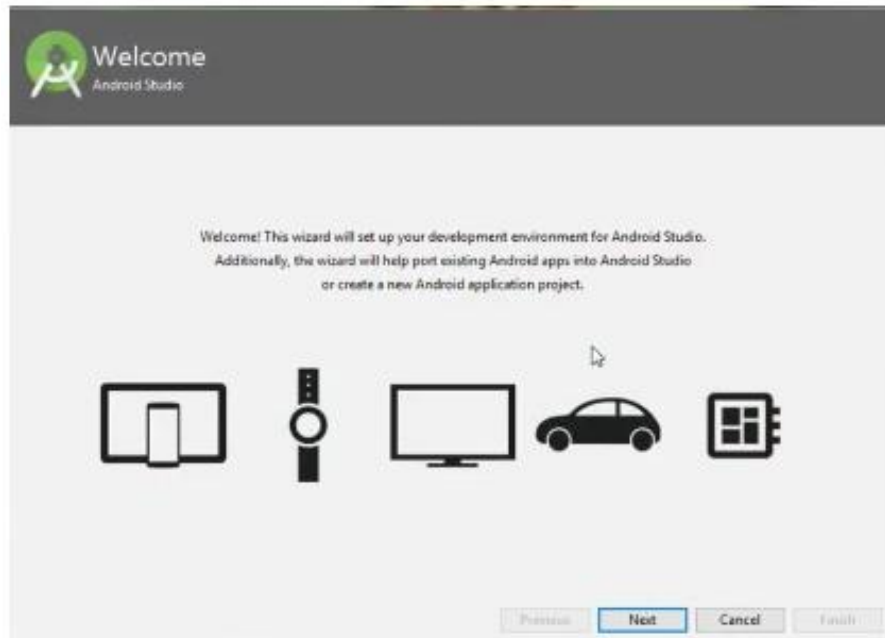 Welcome
Android Studio
Welcome! This wizard will set up your development environment for Android Studio.
Additionally, the wizard will help port existing Android apps into Android Studio
or create a new Android application project.
Previous
Next
Cancel
Finish